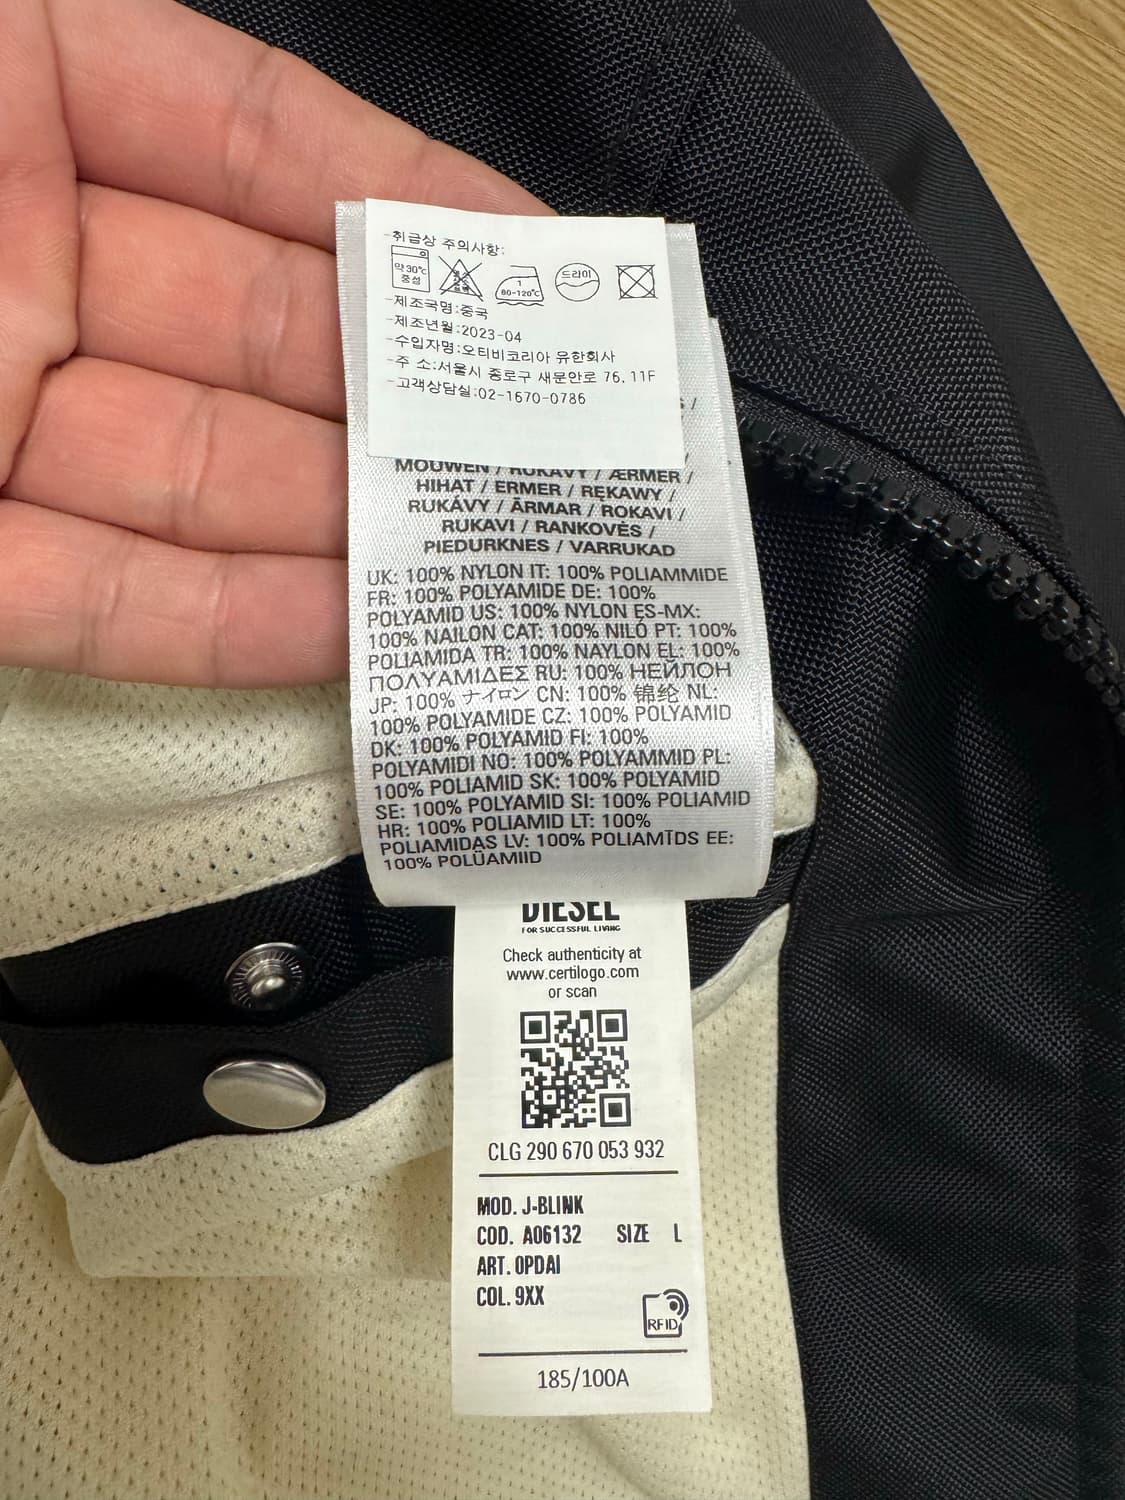 -취급상 주의사항:
약30℃
중성
1
80-120℃
드라이
-제조국명:중국
-제조년월:2023-04
-수입자명:오티비코리아 유한회사
-주 소:서울시 종로구 새문안로 76, 11F
-고객상담실:02-1670-0786
MOUWEN / RUKAVY / ÆRMER /
HIHAT / ERMER / RĘKAWY /
RUKÁVY / ÄRMAR / ROKAVI /
RUKAVI / RANKOVĖS /
PIEDURKNES / VARRUKAD
UK: 100% NYLON IT: 100% POLIAMMIDE
FR: 100% POLYAMIDE DE: 100%
POLYAMID US: 100% NYLON ES-MX:
100% NAILON CAT: 100% NILÓ PT: 100%
POLIAMIDA TR: 100% NAYLON EL: 100%
ΠΟΛΥΑΜΙΔΕΣ RU: 100% НЕЙЛОН
JP: 100% ナイロン CN: 100% 锦纶 NL:
100% POLYAMIDE CZ: 100% POLYAMID
DK: 100% POLYAMID FI: 100%
POLYAMIDI NO: 100% POLYAMMID PL:
100% POLIAMID SK: 100% POLYAMID
SE: 100% POLYAMID SI: 100% POLIAMID
HR: 100% POLIAMID LT: 100%
POLIAMIDAS LV: 100% POLIAMĪDS EE:
100% POLÜAMIID
DIESEL
FOR SUCCESSFUL LIVING
Check authenticity at
www.certilogo.com
or scan
CLG 290 670 053 932
MOD. J-BLINK
COD. A06132 SIZE L
ART. 0PDAI
COL. 9XX
RFID
185/100A